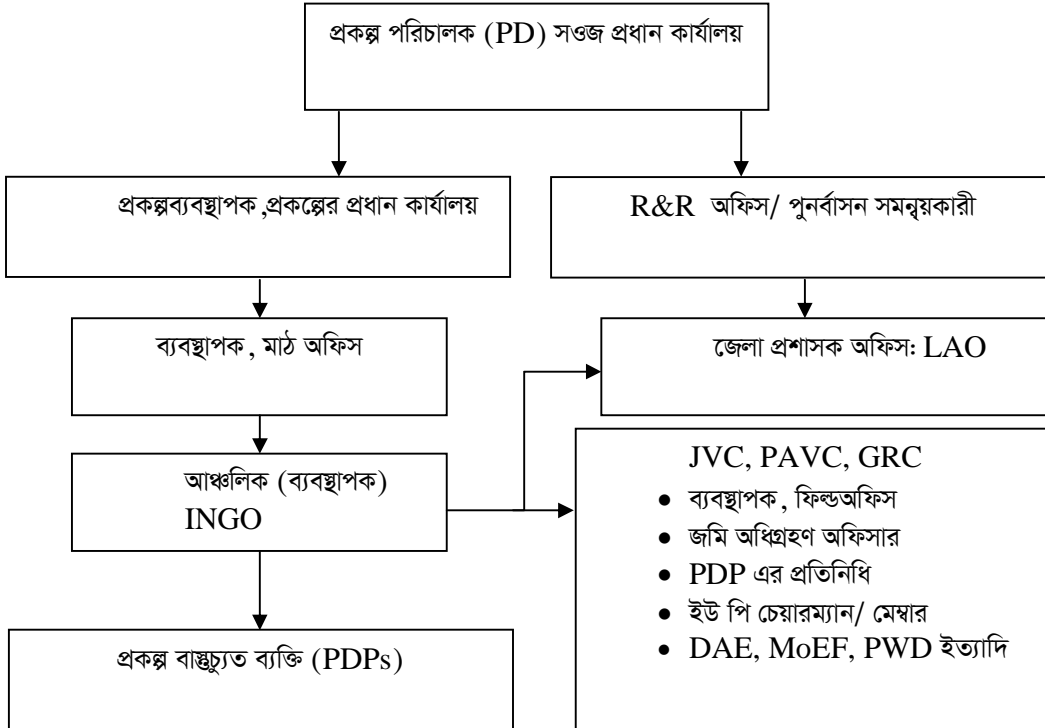 প্রকল্প পরিচালক (PD) সওজ প্রধান কার্যালয়
প্রকল্পব্যবস্থাপক,প্রকল্পের প্রধান কার্যালয়
R&R অফিস/ পুনর্বাসন সমন্বয়কারী
ব্যবস্থাপক, মাঠ অফিস
জেলা প্রশাসক অফিস: LAO
আঞ্চলিক (ব্যবস্থাপক)
INGO
JVC, PAVC, GRC
• ব্যবস্থাপক, ফিল্ডঅফিস
• জমি অধিগ্রহণ অফিসার
• PDP এর প্রতিনিধি
• ইউ পি চেয়ারম্যান/ মেম্বার
• DAE, MoEF, PWD ইত্যাদি
প্রকল্প বাস্তুচ্যুত ব্যক্তি (PDPs)